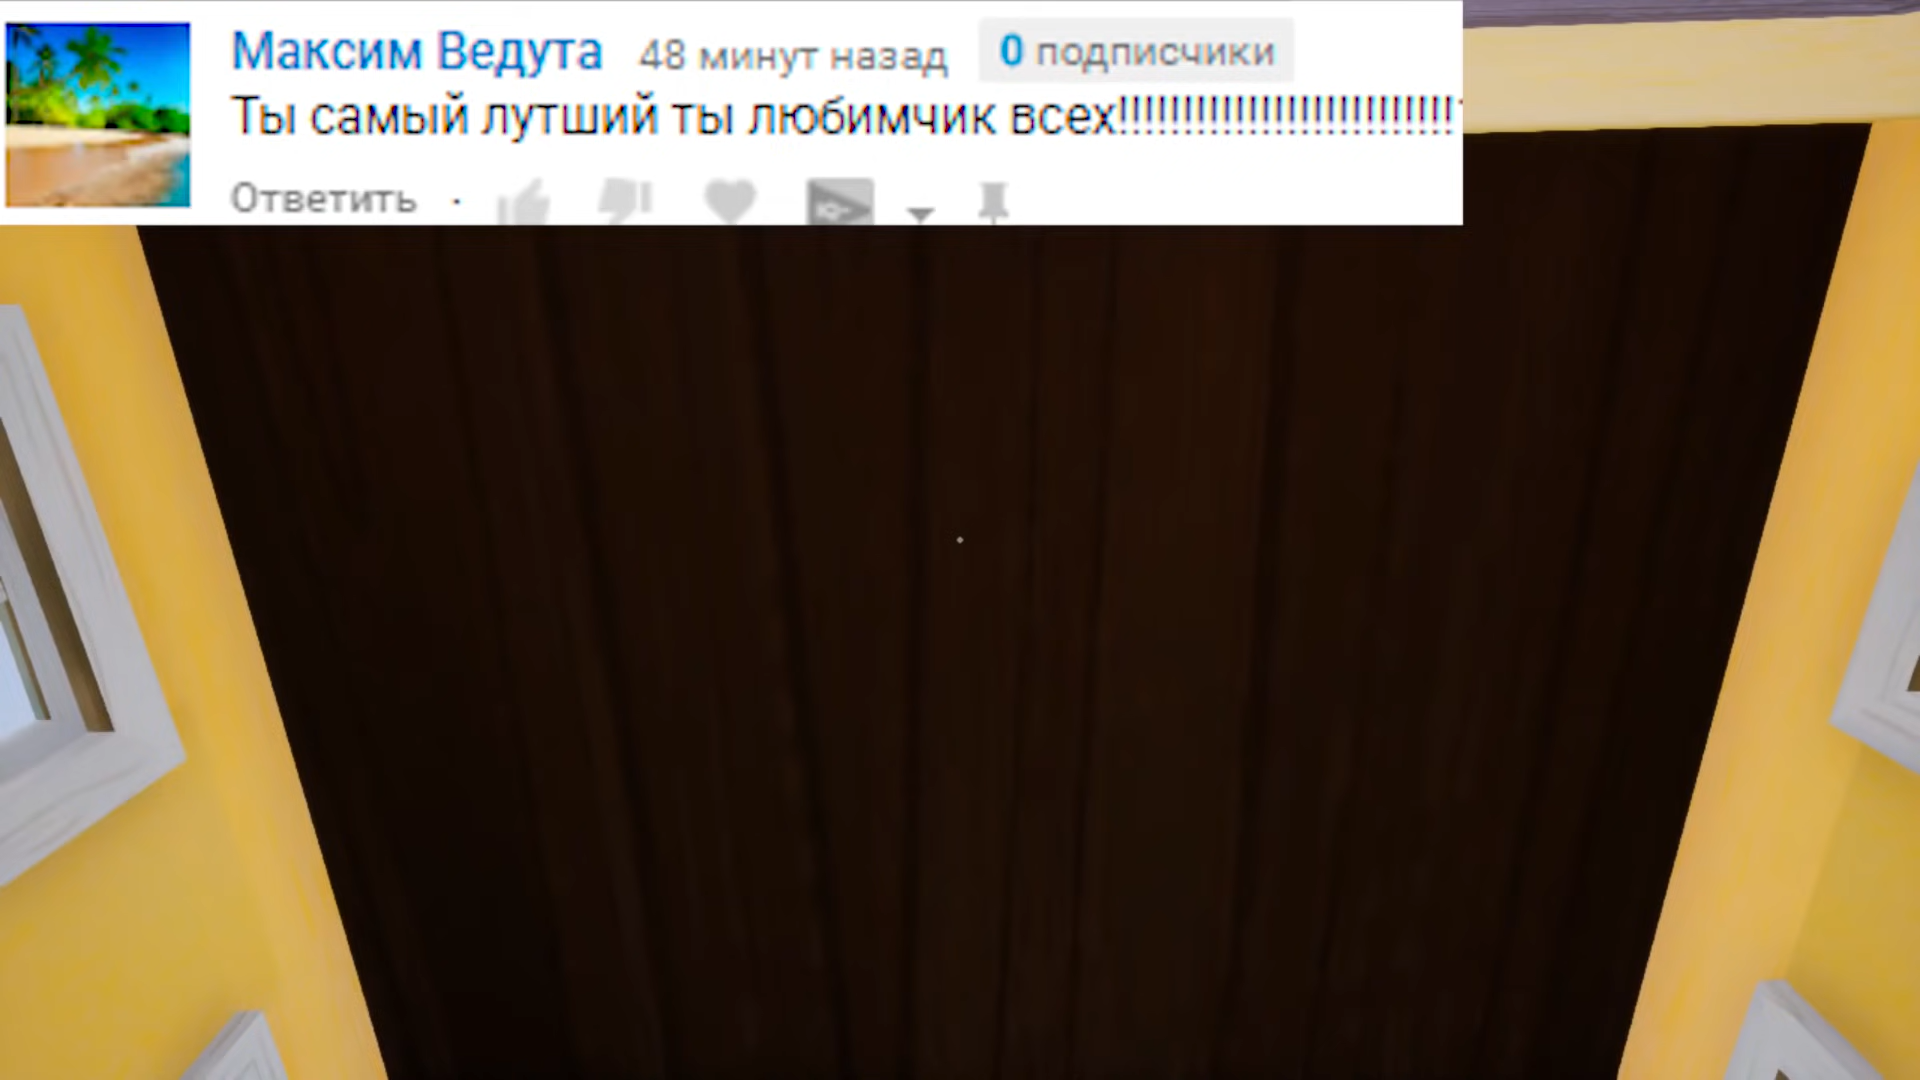 Максим Ведута 48 минут назад 0 подписчики
Ты самый лутший ты любимчик всех!!!!!!!!!!!!!!!!!!!!!!!!!!
Ответить ·